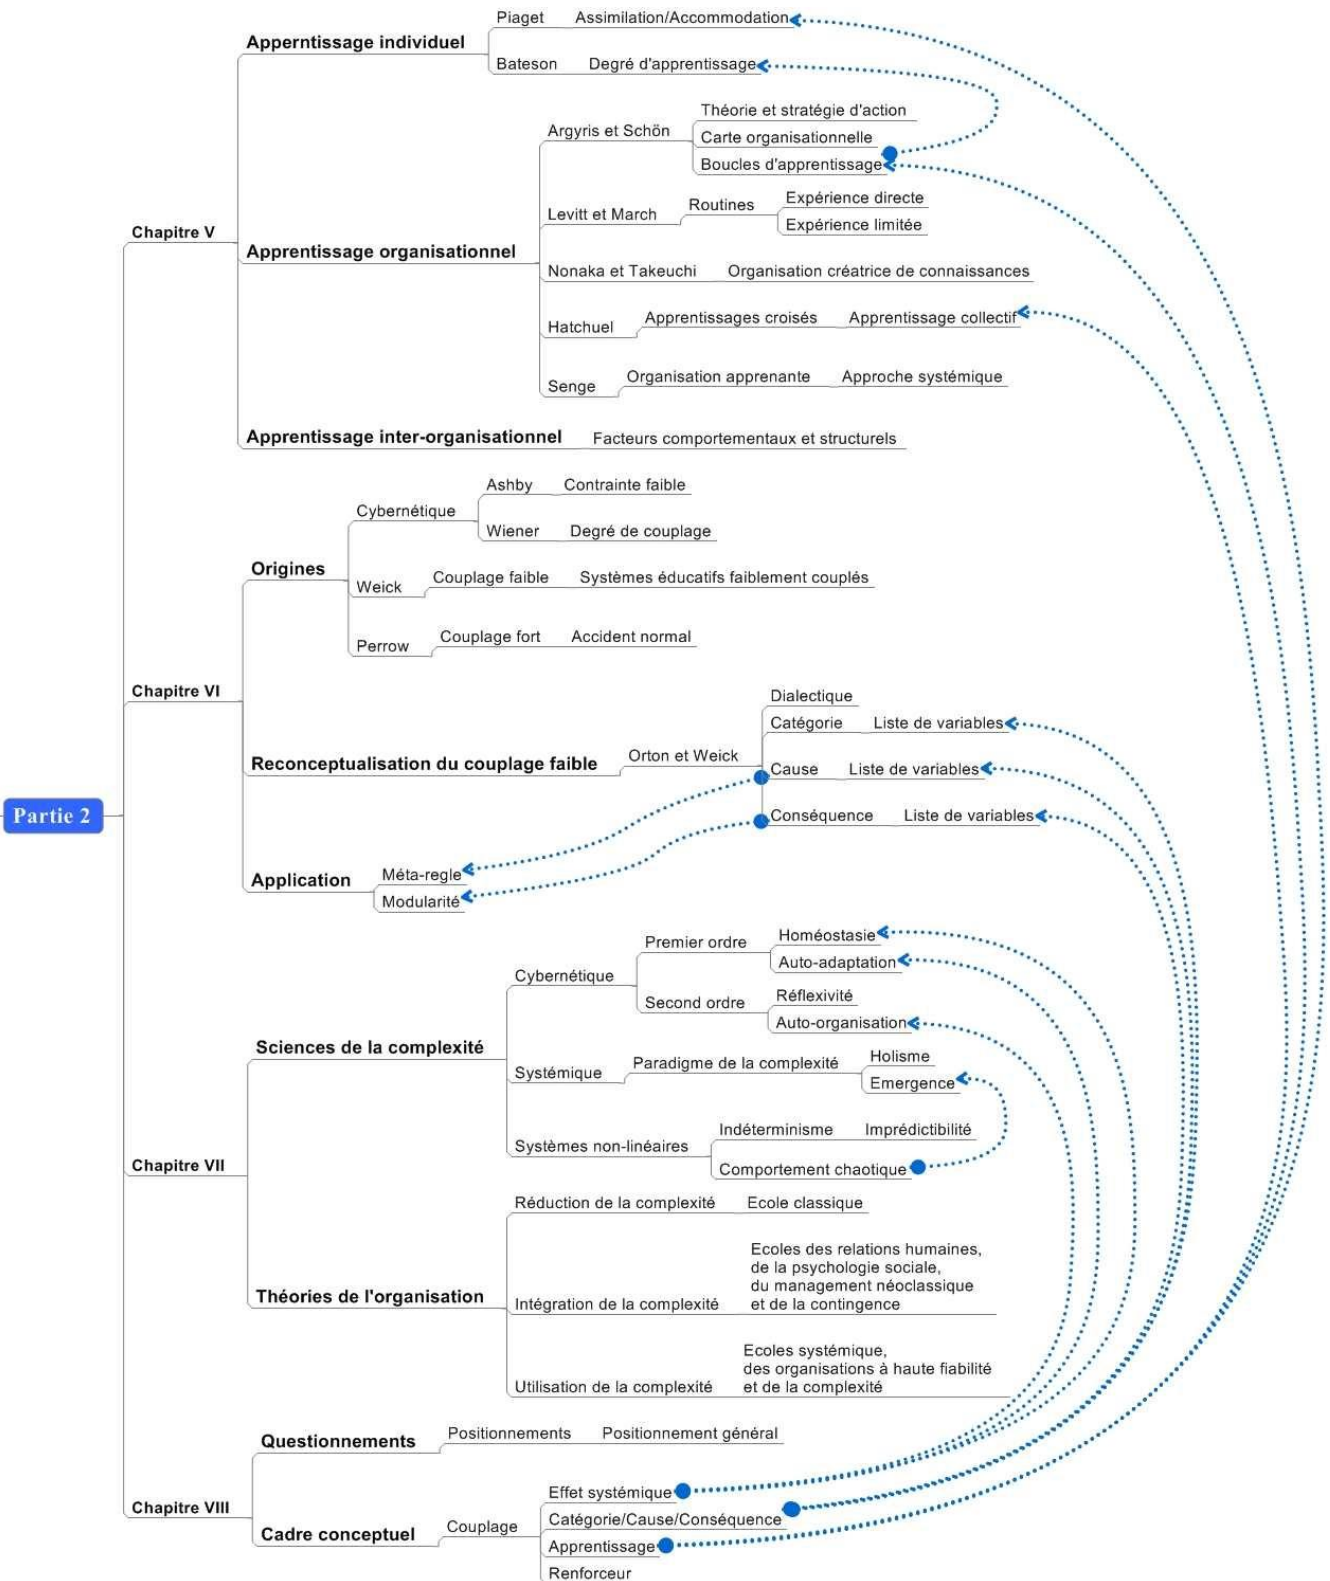 Partie 2
Chapitre V
Apperntissage individuel
Piaget
Assimilation/Accommodation
Bateson
Degré d'apprentissage
Apprentissage organisationnel
Argyris et Schön
Théorie et stratégie d'action
Carte organisationnelle
Boucles d'apprentissage
Levitt et March
Routines
Expérience directe
Expérience limitée
Nonaka et Takeuchi
Organisation créatrice de connaissances
Hatchuel
Apprentissages croisés
Apprentissage collectif
Senge
Organisation apprenante
Approche systémique
Apprentissage inter-organisationnel
Facteurs comportementaux et structurels
Chapitre VI
Origines
Cybernétique
Ashby
Contrainte faible
Wiener
Degré de couplage
Weick
Couplage faible
Systèmes éducatifs faiblement couplés
Perrow
Couplage fort
Accident normal
Reconceptualisation du couplage faible
Orton et Weick
Dialectique
Catégorie
Liste de variables
Cause
Liste de variables
Conséquence
Liste de variables
Application
Méta-regle
Modularité
Chapitre VII
Sciences de la complexité
Cybernétique
Premier ordre
Homéostasie
Auto-adaptation
Second ordre
Réflexivité
Auto-organisation
Systémique
Paradigme de la complexité
Holisme
Emergence
Systèmes non-linéaires
Indéterminisme
Imprédictibilité
Comportement chaotique
Théories de l'organisation
Réduction de la complexité
Ecole classique
Intégration de la complexité
Ecoles des relations humaines,
de la psychologie sociale,
du management néoclassique
et de la contingence
Utilisation de la complexité
Ecoles systémique,
des organisations à haute fiabilité
et de la complexité
Chapitre VIII
Questionnements
Positionnements
Positionnement général
Cadre conceptuel
Couplage
Effet systémique
Catégorie/Cause/Conséquence
Apprentissage
Renforceur